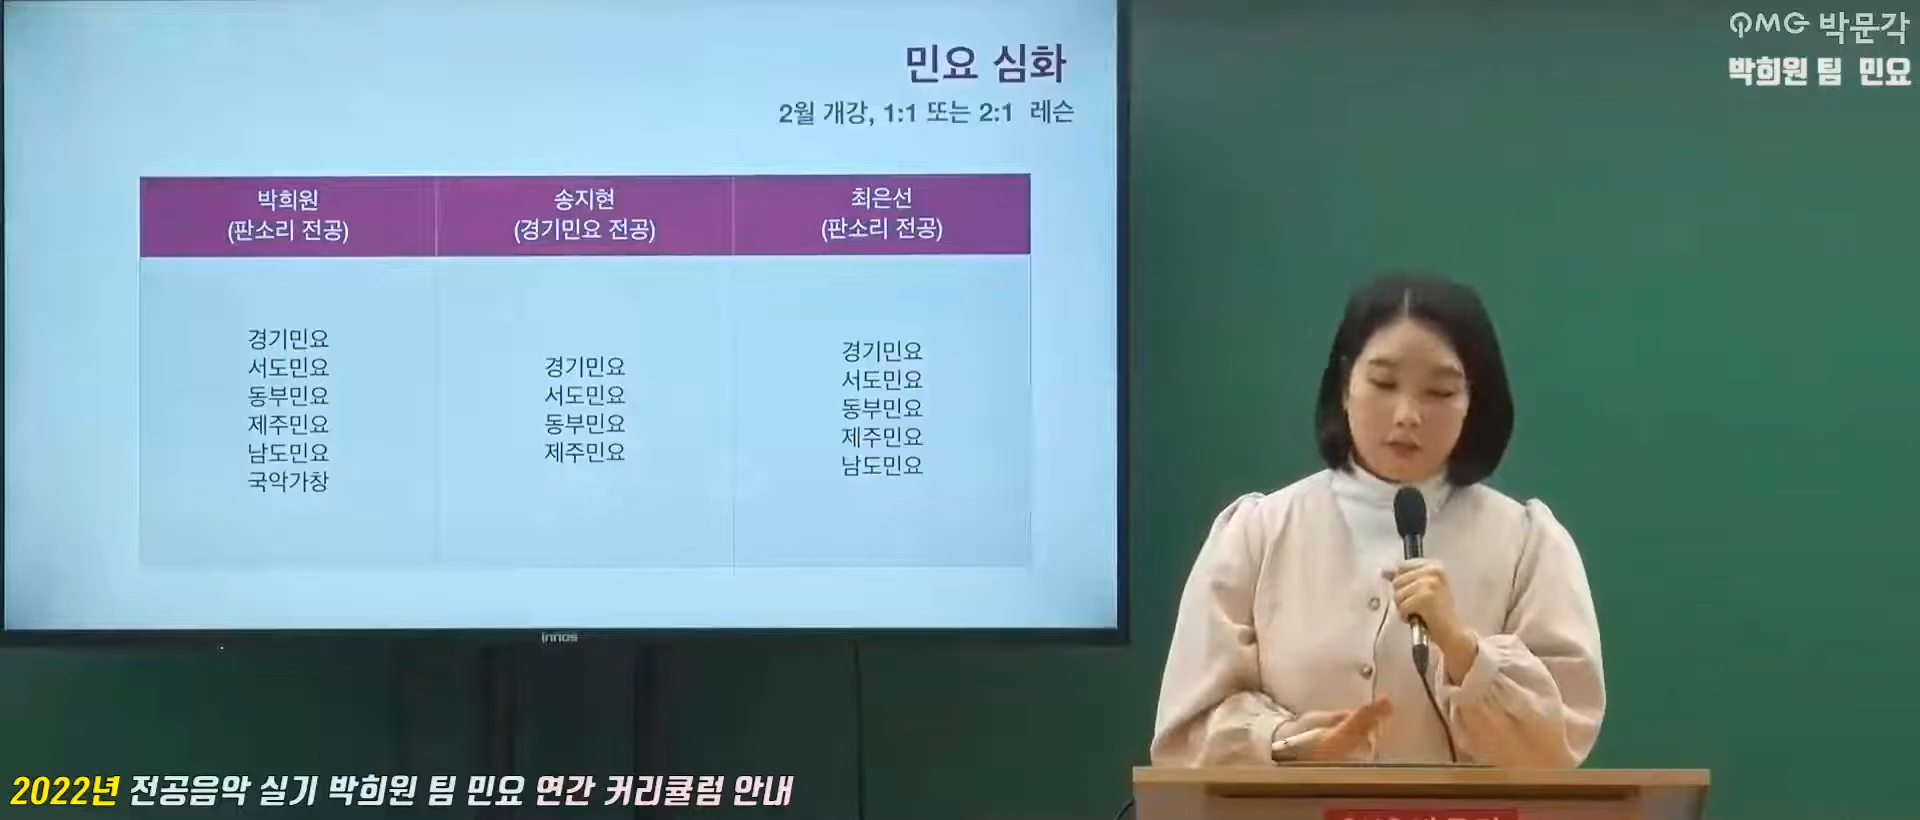 민요 심화
2월 개강, 1:1 또는 2:1 레슨
박희원
(판소리 전공)
송지현
(경기민요 전공)
최은선
(판소리 전공)
경기민요
서도민요
동부민요
제주민요
남도민요
국악가창
경기민요
서도민요
동부민요
제주민요
경기민요
서도민요
동부민요
제주민요
남도민요
innos
PMG 박문각
박희원 팀 민요
2022년 전공음악 실기 박희원 팀 민요 연간 커리큘럼 안내